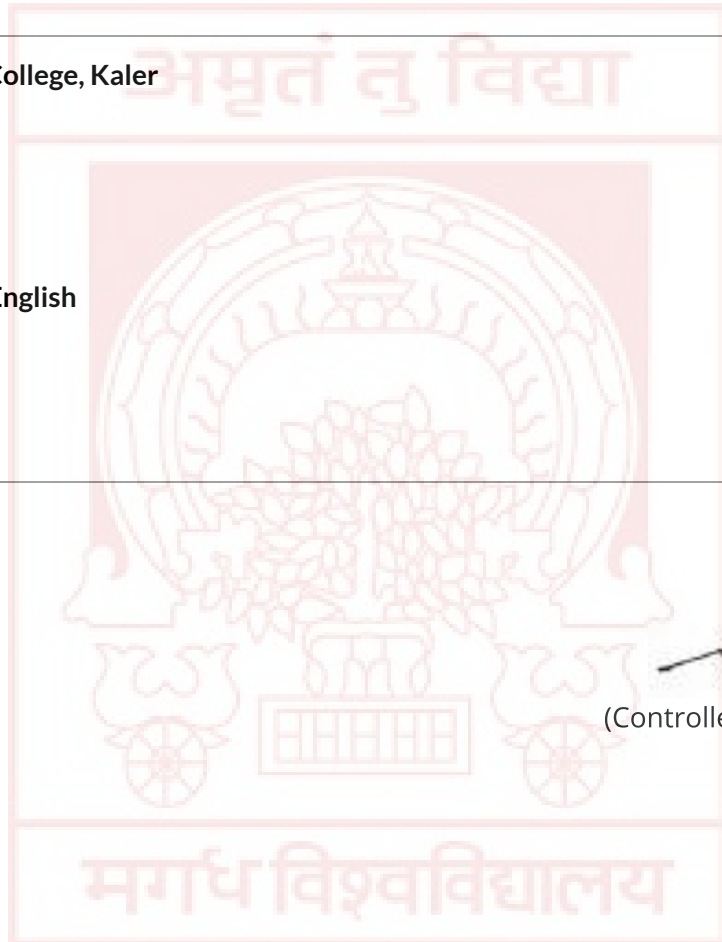 अमृतं तु विद्या
College, Kaler
English
(Controlle
मगध विश्वविद्यालय